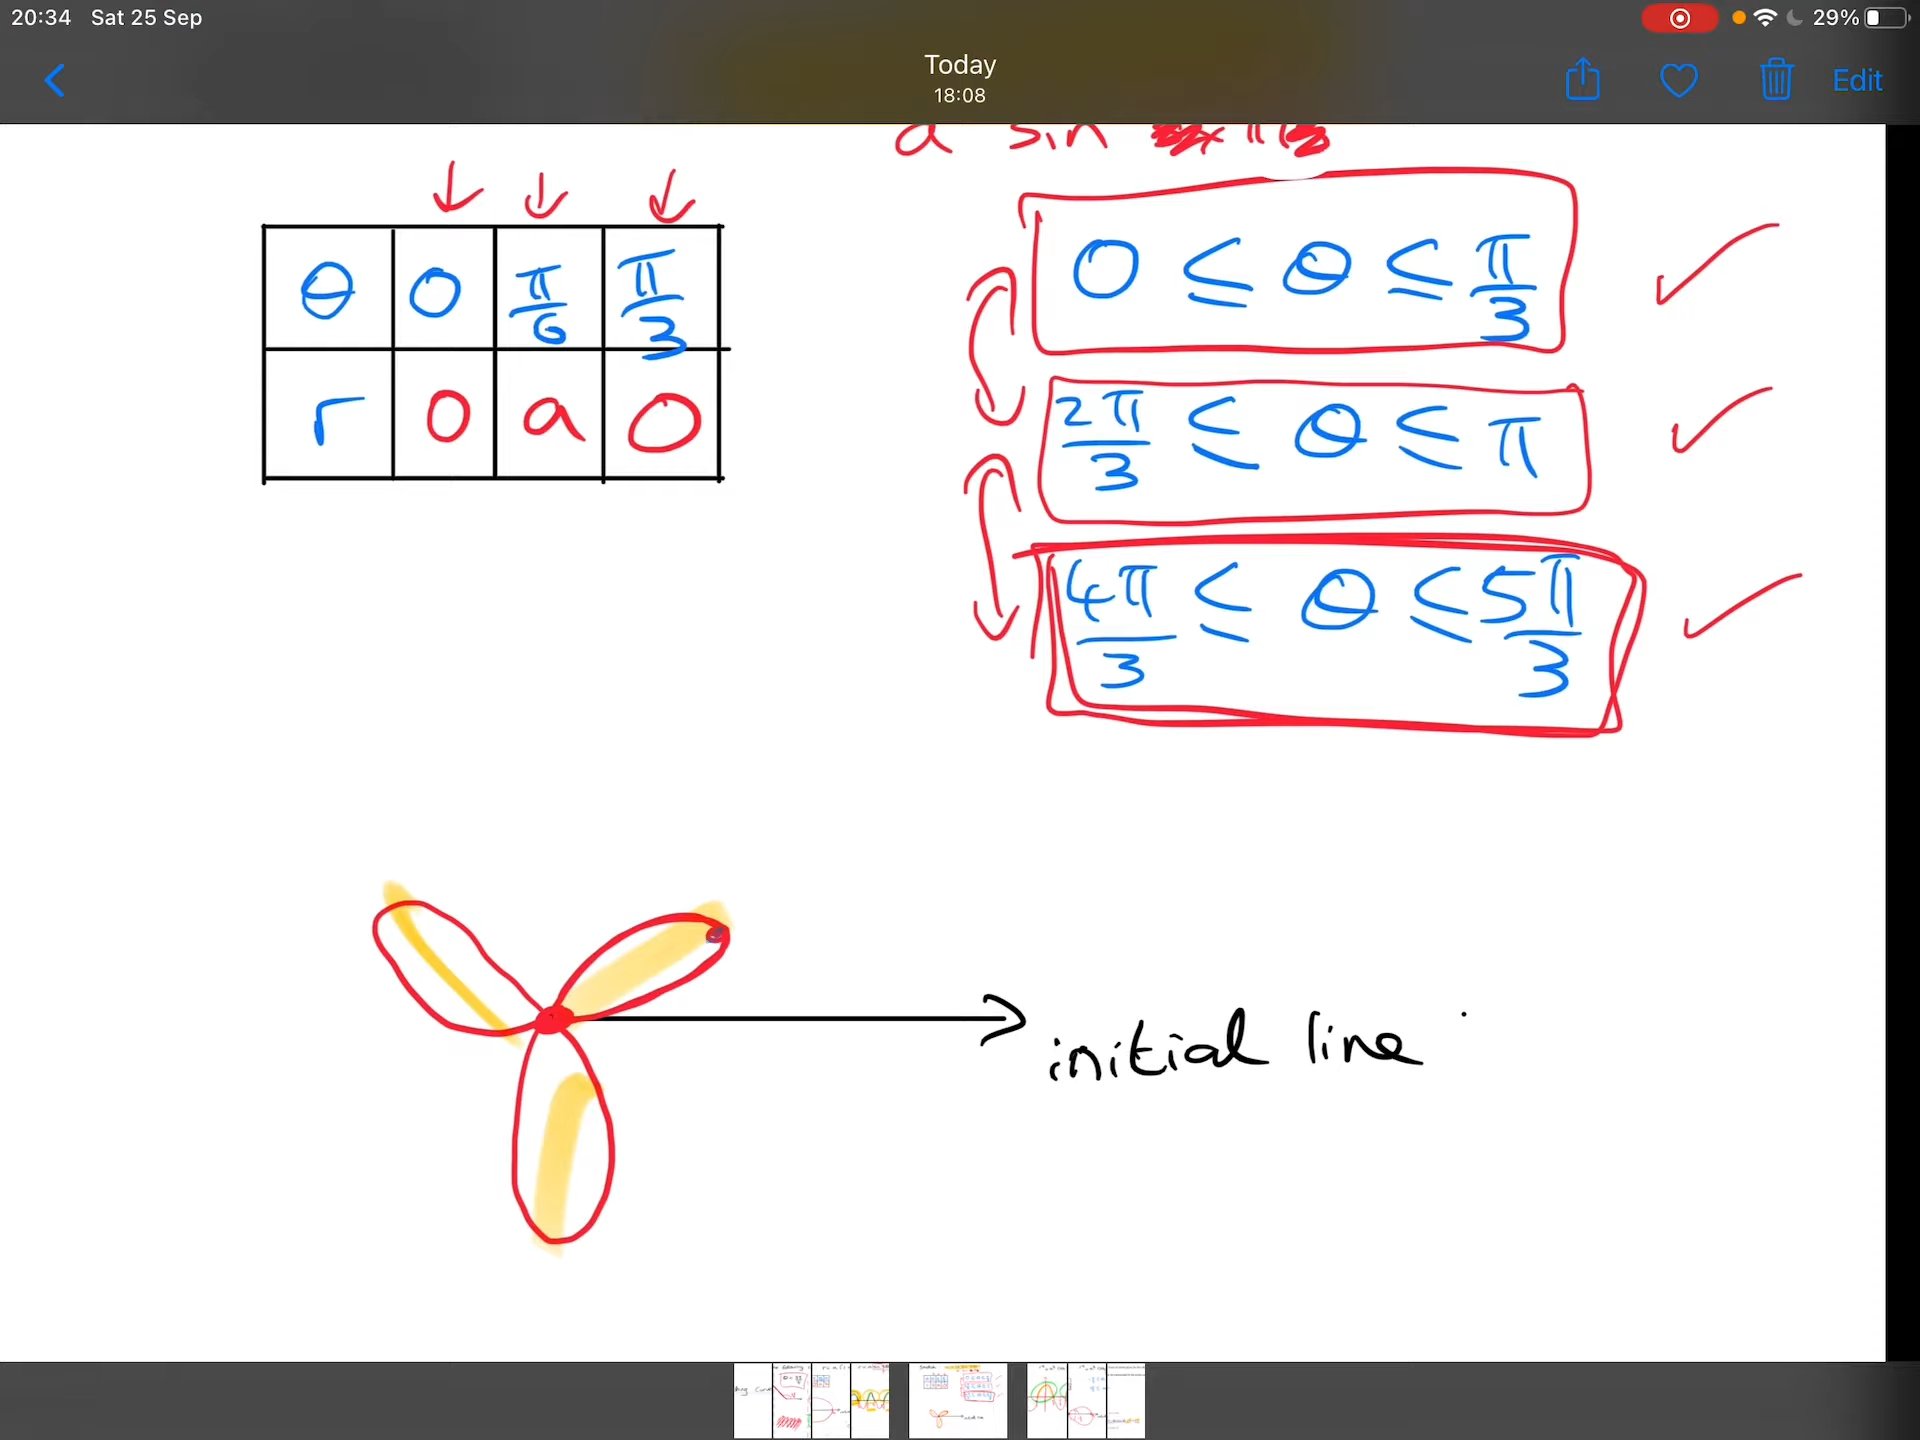 20:34 Sat 25 Sep
29%
Today
18:08
Edit
a sin
θ 0 π/6 π/3
r 0 a 0
0 ≤ θ ≤ π/3
2π/3 ≤ θ ≤ π
4π/3 ≤ θ ≤ 5π/3
initial line